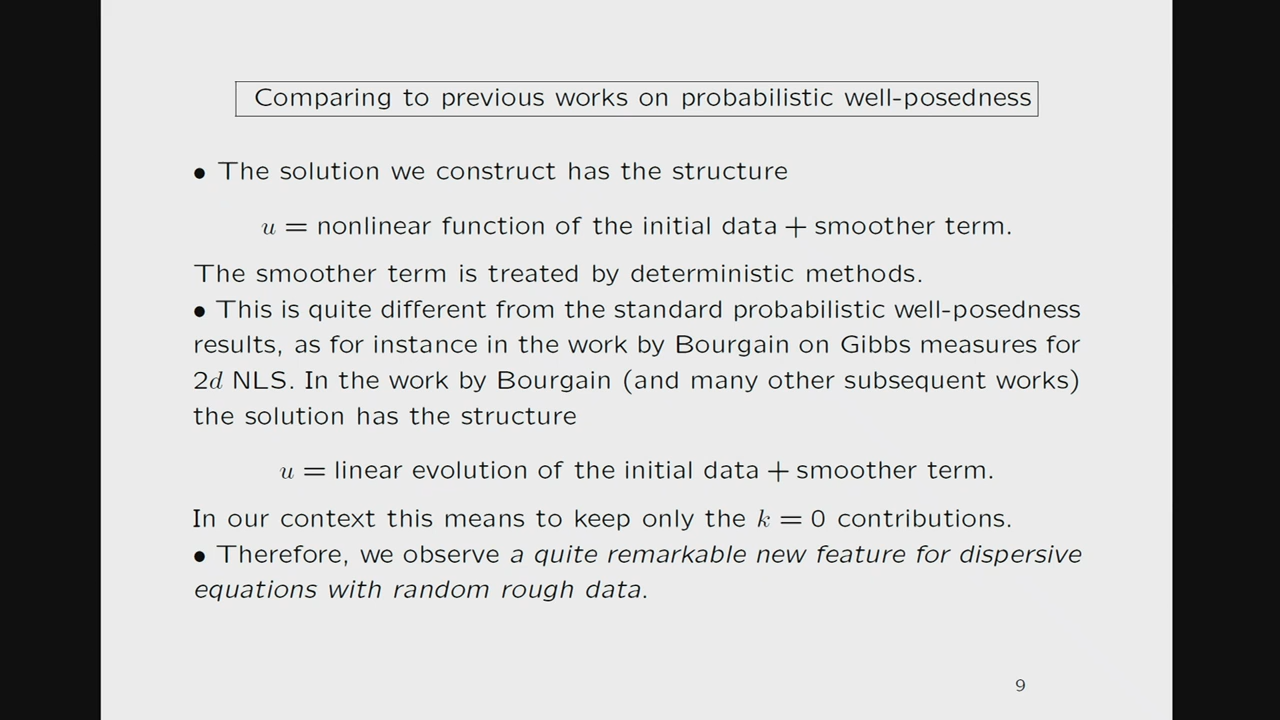 Comparing to previous works on probabilistic well-posedness
• The solution we construct has the structure
u = nonlinear function of the initial data + smoother term.
The smoother term is treated by deterministic methods.
• This is quite different from the standard probabilistic well-posedness
results, as for instance in the work by Bourgain on Gibbs measures for
2d NLS. In the work by Bourgain (and many other subsequent works)
the solution has the structure
u = linear evolution of the initial data + smoother term.
In our context this means to keep only the k = 0 contributions.
• Therefore, we observe a quite remarkable new feature for dispersive
equations with random rough data.
9